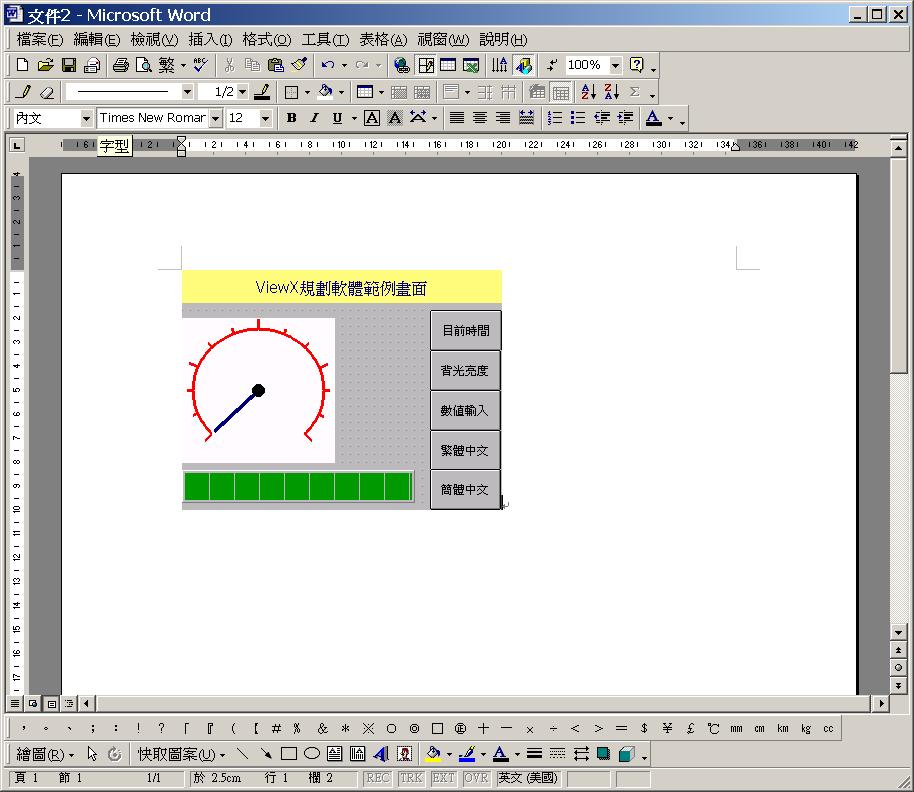 文件2 - Microsoft Word
檔案(F) 編輯(E) 檢視(V) 插入(I) 格式(O) 工具(T) 表格(A) 視窗(W) 說明(H)
繁 100%
1/2
內文 Times New Roman 12 B I U A A A
字型
ViewX規劃軟體範例畫面
目前時間
背光亮度
數值輸入
繁體中文
簡體中文
， 。 、 ； ： ！ ？ 『 』 （ 【 # % & * ※ ○ ◎ □ ㊣ ＋ － × ÷ ＜ ＞ ＝ $ ￥ £ ℃ mm cm km kg cc
繪圖(R) 快取圖案(U) A
頁 1 節 1 1/1 於 2.5cm 行 1 欄 2 REC TRK EXT OVR 英文 (美國)